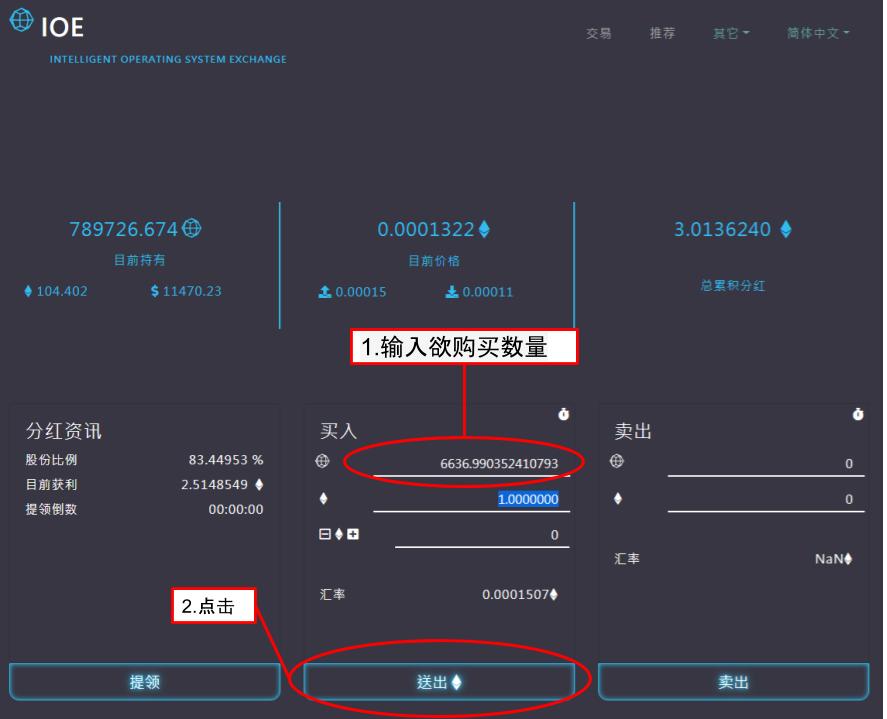 IOE
INTELLIGENT OPERATING SYSTEM EXCHANGE
交易 推荐 其它 简体中文
789726.674
目前持有
104.402 $ 11470.23
0.0001322
目前价格
0.00015 0.00011
3.0136240
总累积分红
1.输入欲购买数量
分红资讯
股份比例 83.44953 %
目前获利 2.5148549
提领倒数 00:00:00
2.点击
提领
买入
6636.990352410793
1.0000000
0
汇率 0.0001507
送出
卖出
0
0
汇率 NaN
卖出